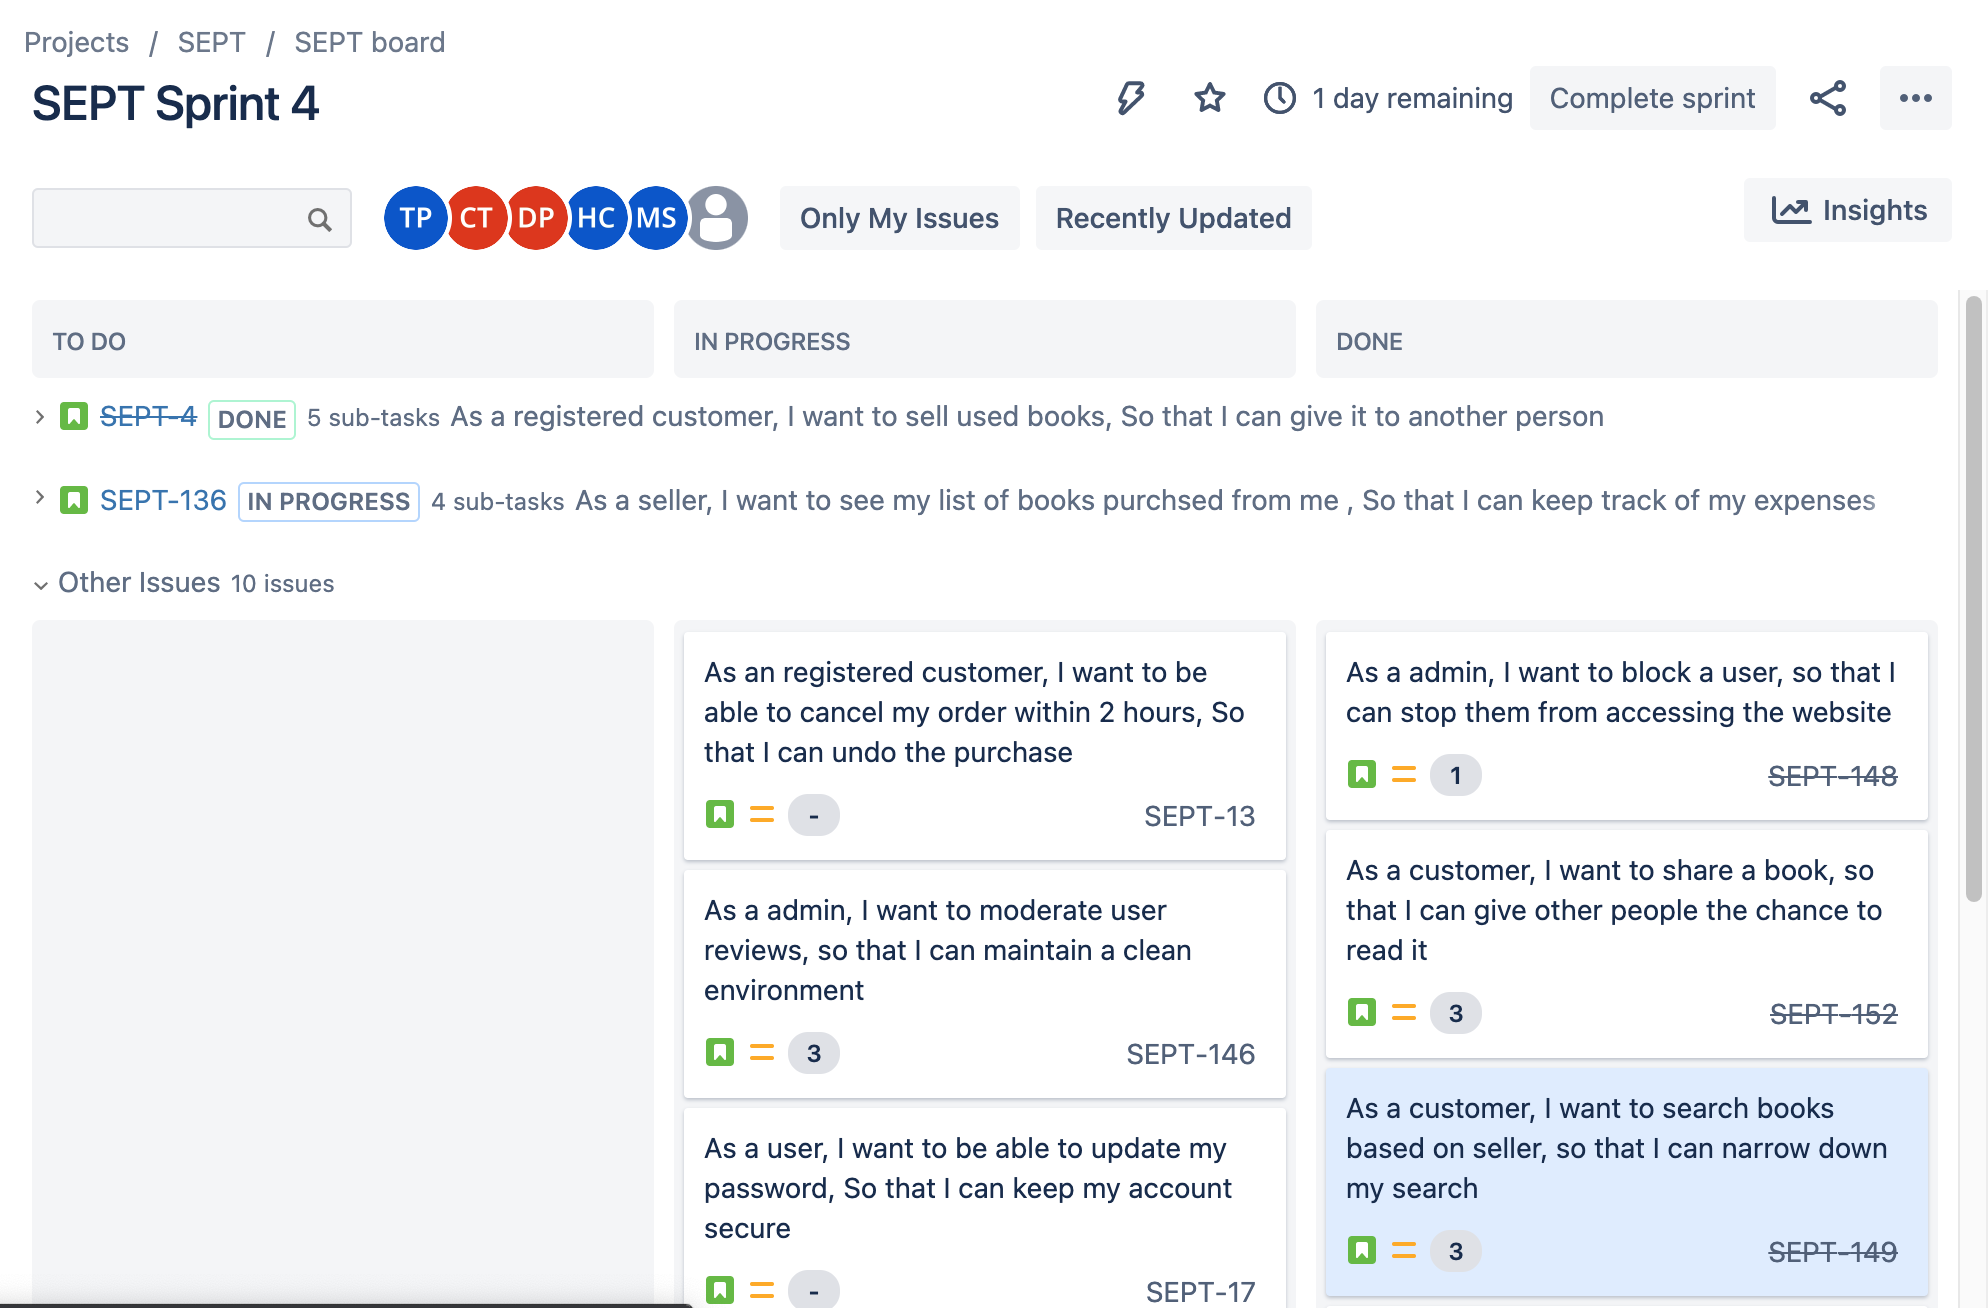 Projects / SEPT / SEPT board
SEPT Sprint 4
1 day remaining
Complete sprint
TP CT DP HC MS
Only My Issues
Recently Updated
Insights
TO DO
IN PROGRESS
DONE
SEPT-4 DONE 5 sub-tasks As a registered customer, I want to sell used books, So that I can give it to another person
SEPT-136 IN PROGRESS 4 sub-tasks As a seller, I want to see my list of books purchsed from me , So that I can keep track of my expenses
Other Issues 10 issues
As an registered customer, I want to be
able to cancel my order within 2 hours, So
that I can undo the purchase
- SEPT-13
As a admin, I want to moderate user
reviews, so that I can maintain a clean
environment
3 SEPT-146
As a user, I want to be able to update my
password, So that I can keep my account
secure
- SEPT-17
As a admin, I want to block a user, so that I
can stop them from accessing the website
1 SEPT-148
As a customer, I want to share a book, so
that I can give other people the chance to
read it
3 SEPT-152
As a customer, I want to search books
based on seller, so that I can narrow down
my search
3 SEPT-149